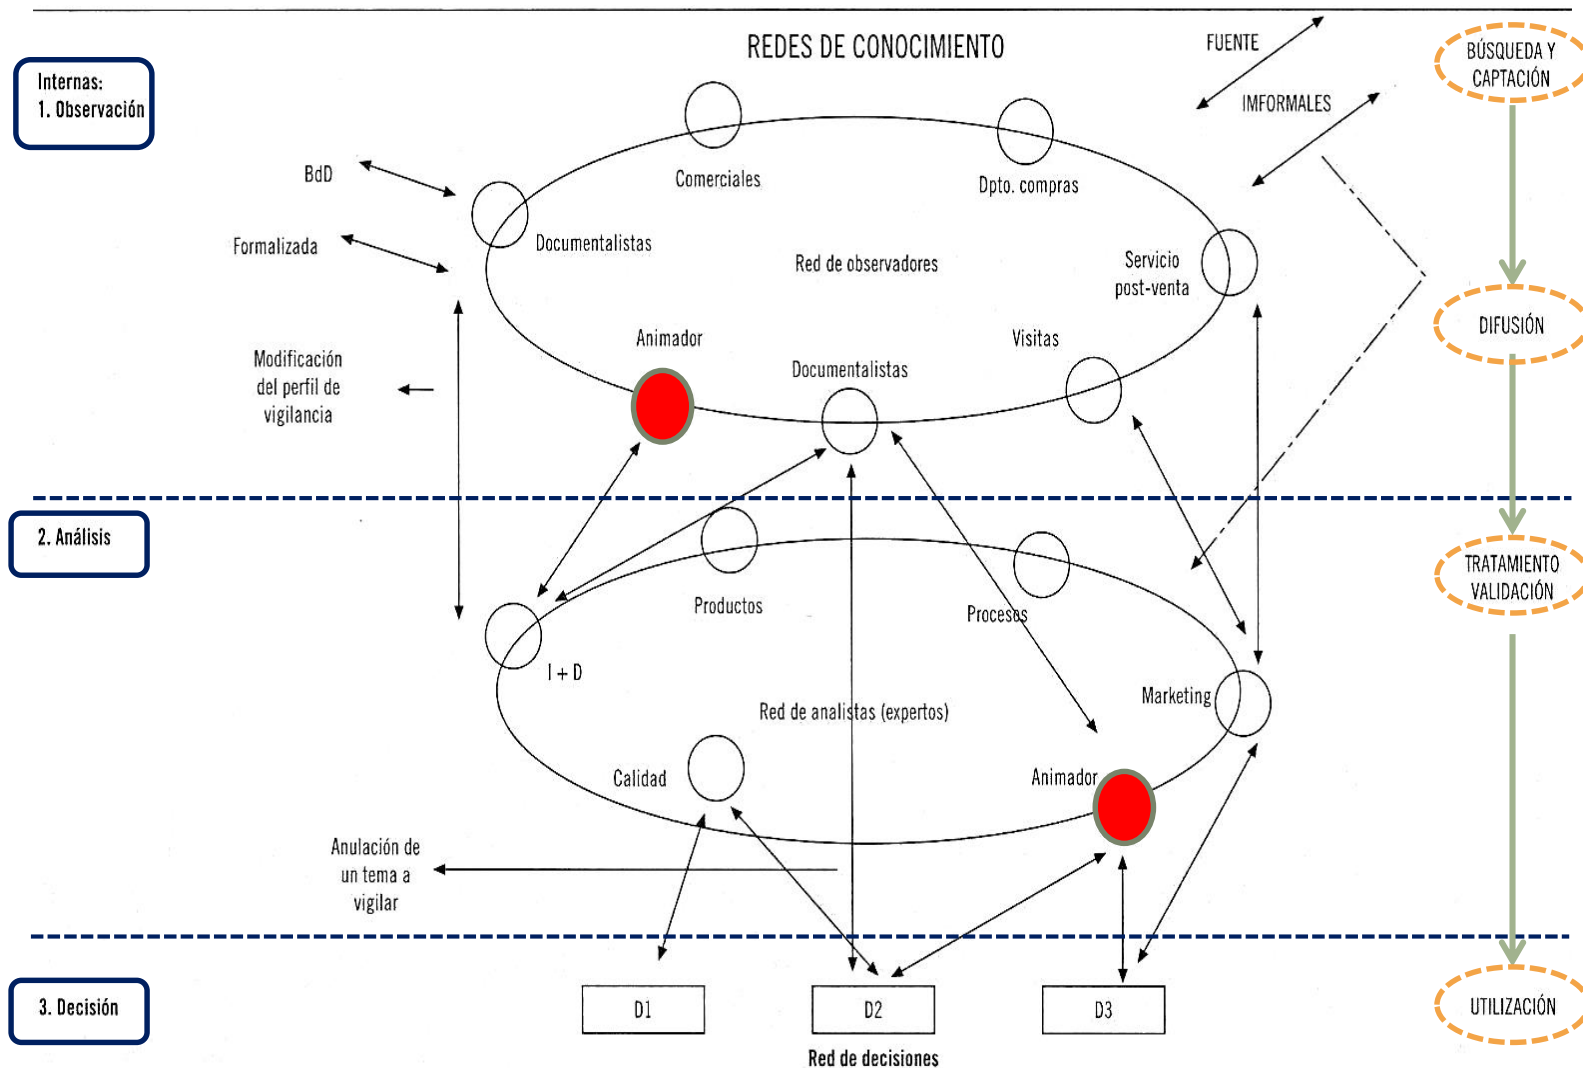 REDES DE CONOCIMIENTO
FUENTE
BÚSQUEDA Y
CAPTACIÓN
Internas:
1. Observación
IMFORMALES
BdD
Comerciales
Dpto. compras
Formalizada
Documentalistas
Red de observadores
Servicio
post-venta
DIFUSIÓN
Animador
Visitas
Modificación
del perfil de
vigilancia
Documentalistas
2. Análisis
TRATAMIENTO
VALIDACIÓN
Productos
Procesos
I + D
Marketing
Red de analistas (expertos)
Calidad
Animador
Anulación de
un tema a
vigilar
3. Decisión
D1
D2
D3
UTILIZACIÓN
Red de decisiones